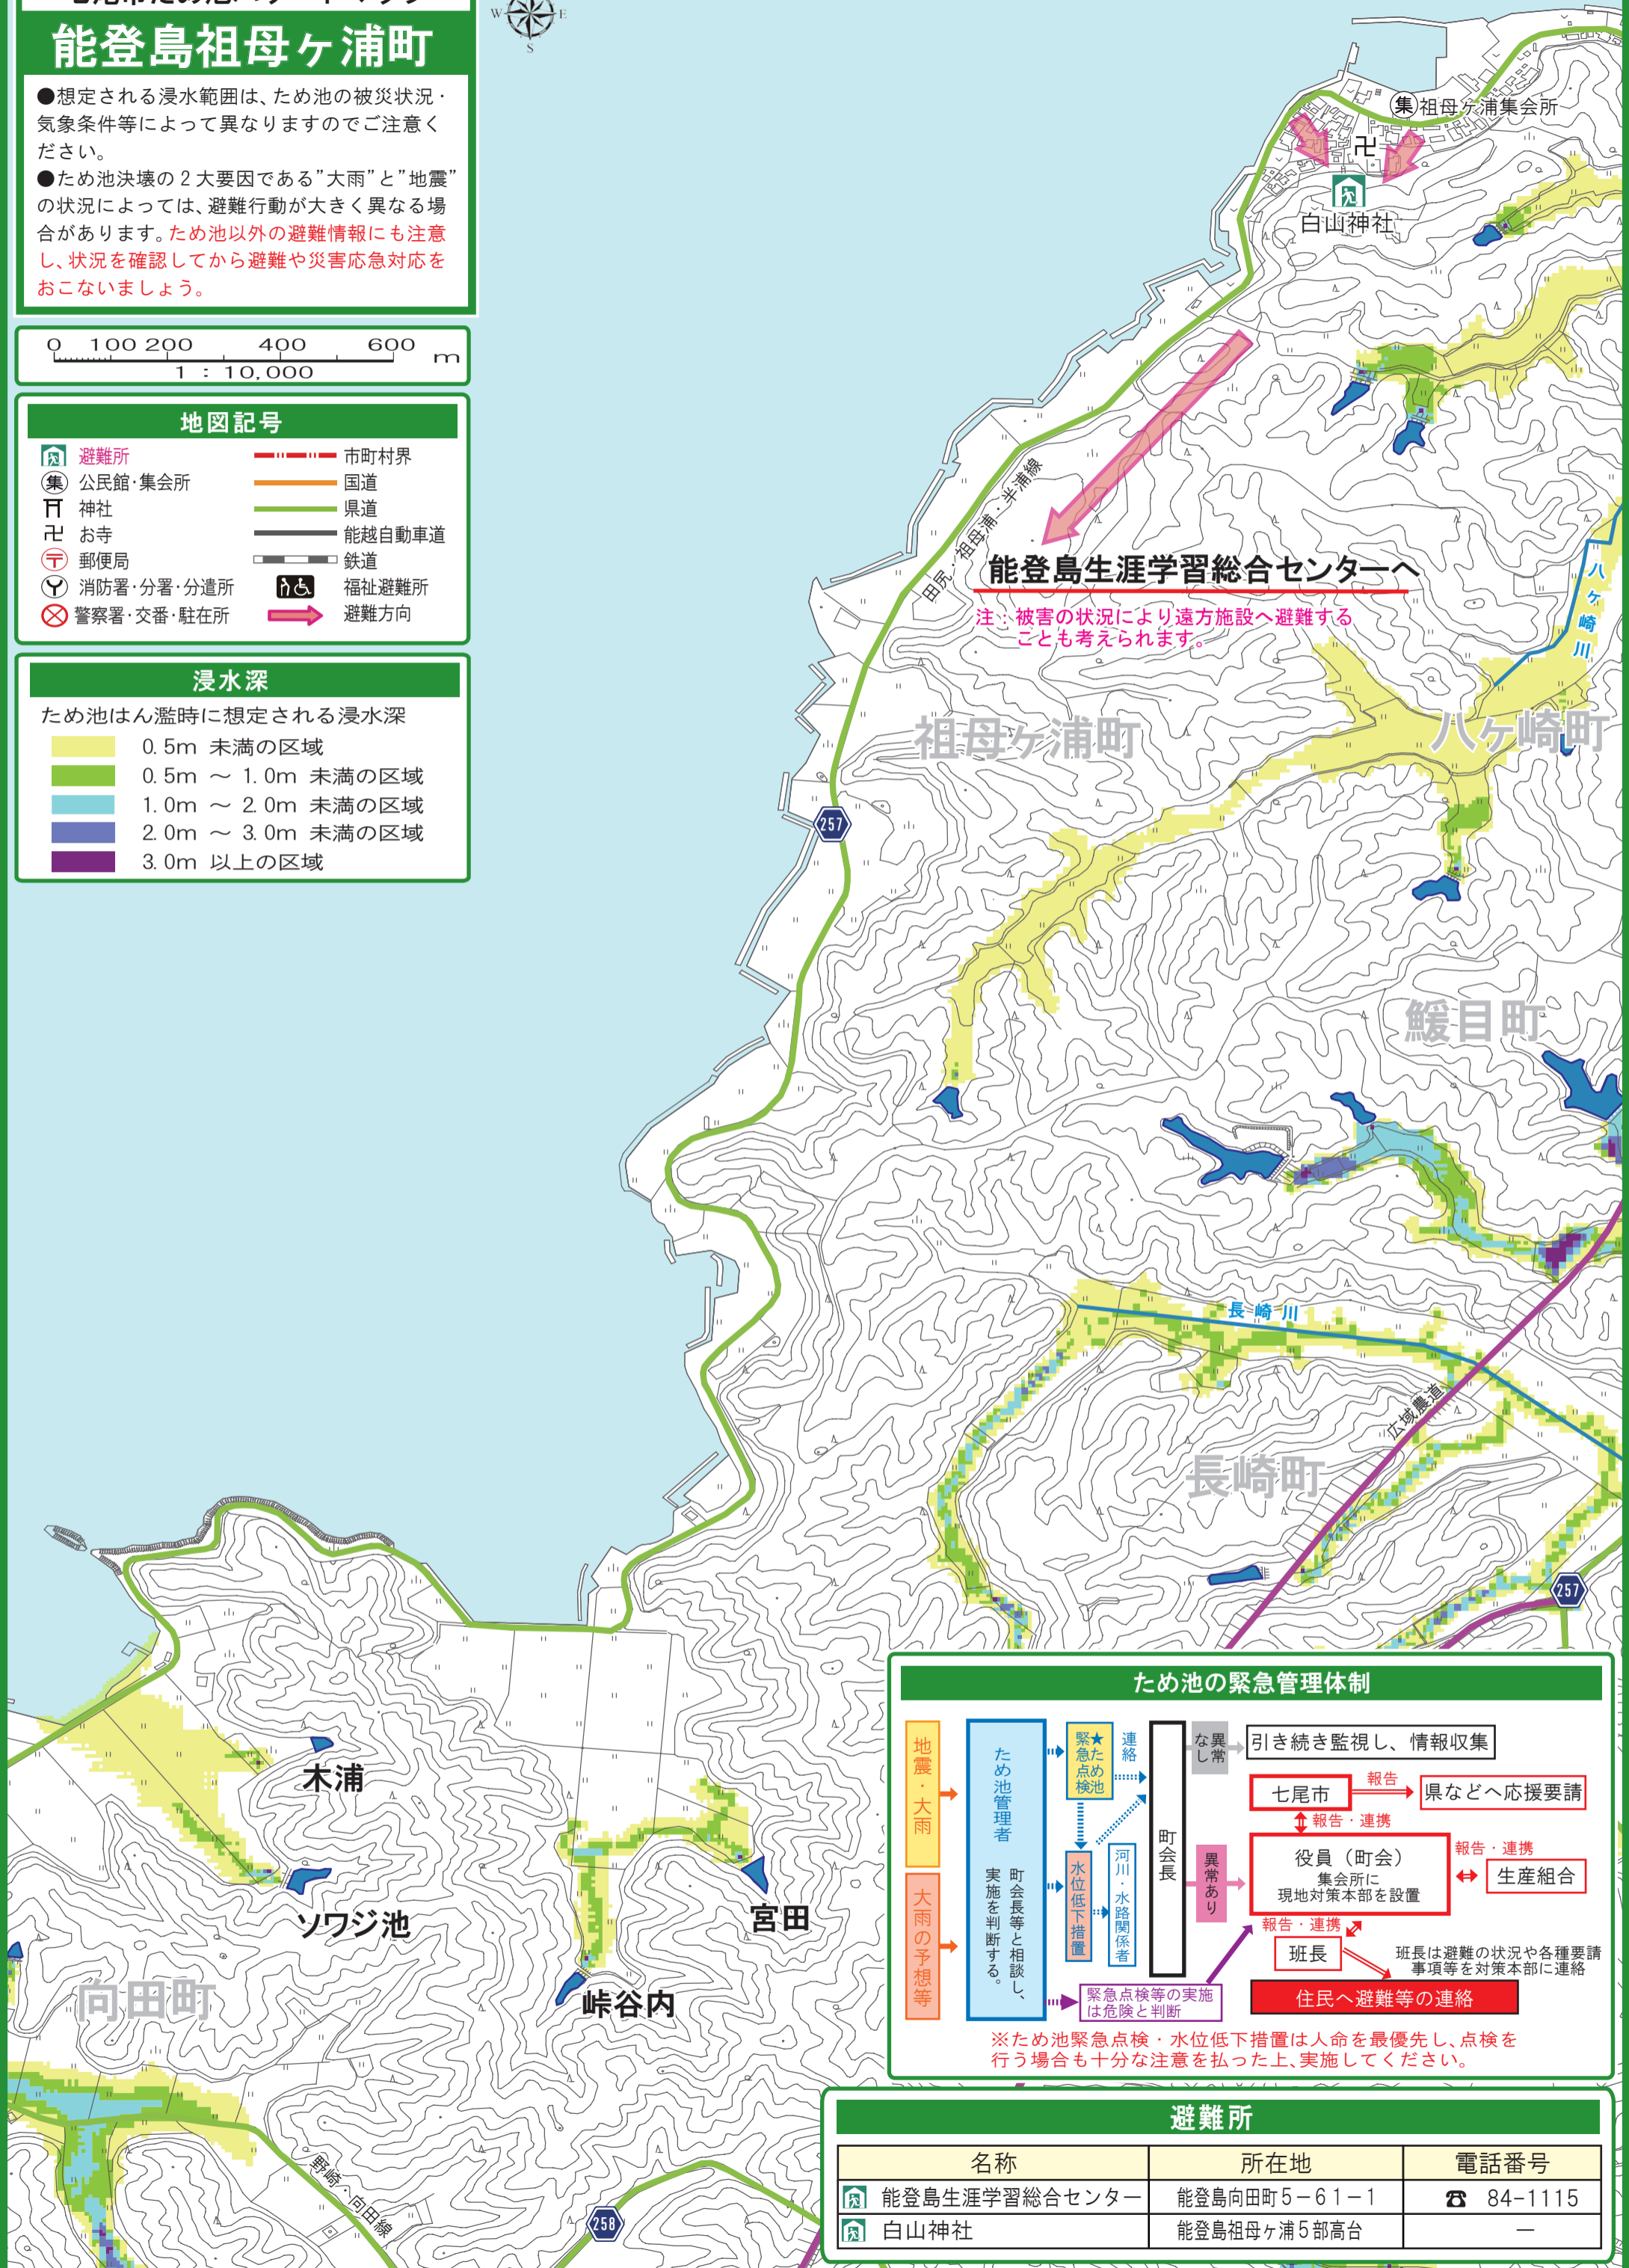 能登島祖母ヶ浦町
●想定される浸水範囲は、ため池の被災状況・
気象条件等によって異なりますのでご注意く
ださい。
●ため池決壊の2大要因である”大雨”と”地震”
の状況によっては、避難行動が大きく異なる場
合があります。ため池以外の避難情報にも注意
し、状況を確認してから避難や災害応急対応を
おこないましょう。
W E
S
0 100 200 400 600 m
1 : 10,000
地図記号
避難所
集 公民館・集会所
神社
お寺
郵便局
消防署・分署・分遣所
警察署・交番・駐在所
市町村界
国道
県道
能越自動車道
鉄道
福祉避難所
避難方向
浸水深
ため池はん濫時に想定される浸水深
0.5m 未満の区域
0.5m ～ 1.0m 未満の区域
1.0m ～ 2.0m 未満の区域
2.0m ～ 3.0m 未満の区域
3.0m 以上の区域
集 祖母ヶ浦集会所
卍
白山神社
田尻・祖母浦・半浦線
能登島生涯学習総合センターへ
注：被害の状況により遠方施設へ避難する
ことも考えられます。
八ヶ崎川
祖母ヶ浦町
八ヶ崎町
257
鰀目町
長崎川
広域農道
長崎町
257
木浦
ソワジ池
宮田
峠谷内
向田町
野崎・向田線
258
ため池の緊急管理体制
地震・大雨
大雨の予想等
ため池管理者
町会長等と相談し、
実施を判断する。
★ため池
緊急点検
連絡
水位低下措置
河川・水路関係者
緊急点検等の実施
は危険と判断
町会長
異常
なし
異常あり
引き続き監視し、情報収集
七尾市
報告
県などへ応援要請
報告・連携
役員（町会）
集会所に
現地対策本部を設置
報告・連携
生産組合
報告・連携
班長
班長は避難の状況や各種要請
事項等を対策本部に連絡
住民へ避難等の連絡
※ため池緊急点検・水位低下措置は人命を最優先し、点検を
行う場合も十分な注意を払った上、実施してください。
避難所
名称 所在地 電話番号
能登島生涯学習総合センター 能登島向田町5－61－1 ☎ 84-1115
白山神社 能登島祖母ヶ浦5部高台 ―